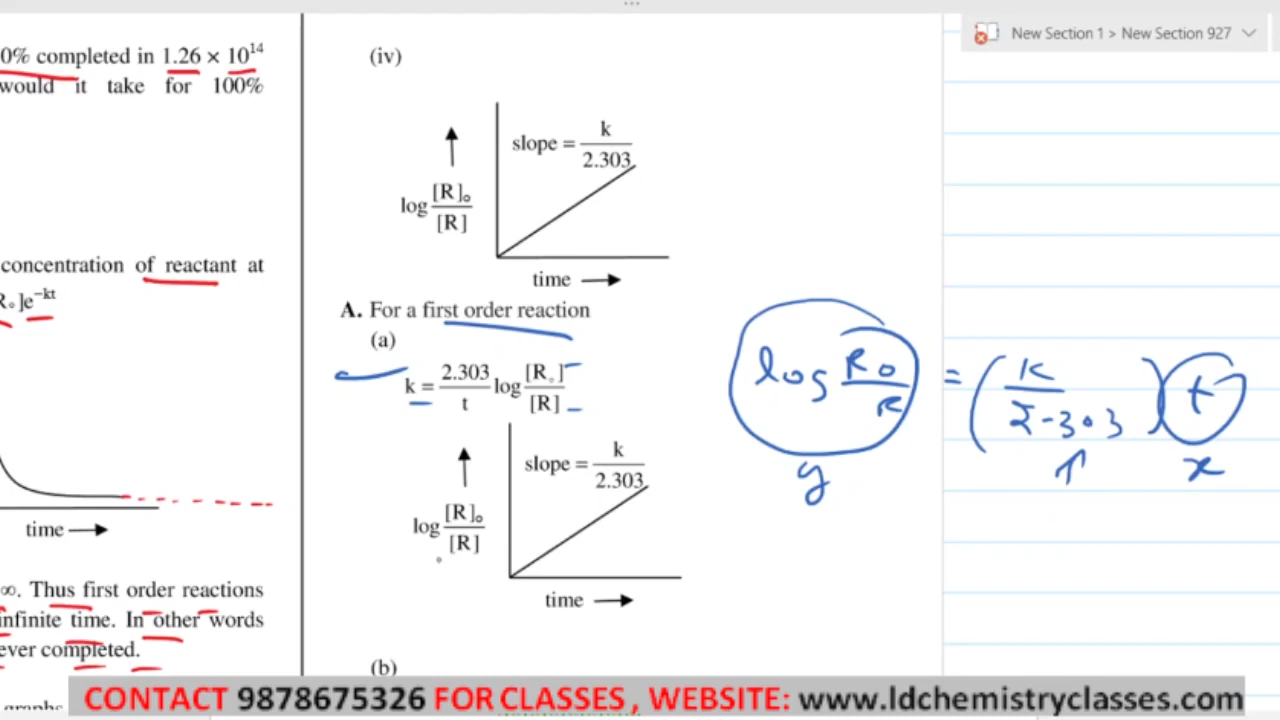 New Section 1 > New Section 927
0% completed in 1.26 × 10¹⁴
would it take for 100%
concentration of reactant at
R∘]e⁻ᵏᵗ
time →
∞. Thus first order reactions
infinite time. In other words
ever completed.
graphs
(iv)
slope = k/2.303
log [R]₀/[R]
time →
A. For a first order reaction
(a)
k = 2.303/t log [R∘]/[R]
slope = k/2.303
log [R]₀/[R]
time →
(b)
log R0/R = (k/2-303) t
y x
CONTACT 9878675326 FOR CLASSES , WEBSITE: www.ldchemistryclasses.com